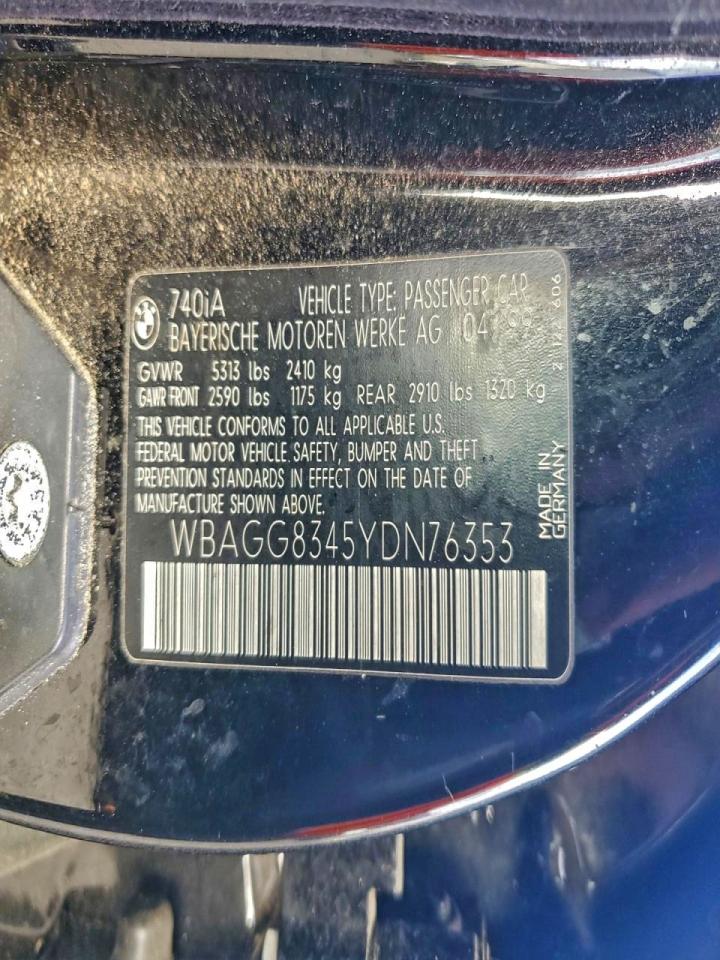 740iA VEHICLE TYPE: PASSENGER CAR
BAYERISCHE MOTOREN WERKE AG 04/99
GVWR 5313 lbs 2410 kg
GAWR FRONT 2590 lbs 1175 kg REAR 2910 lbs 1320 kg
THIS VEHICLE CONFORMS TO ALL APPLICABLE U.S.
FEDERAL MOTOR VEHICLE SAFETY, BUMPER AND THEFT
PREVENTION STANDARDS IN EFFECT ON THE DATE OF
MANUFACTURE SHOWN ABOVE.
WBAGG8345YDN76353
MADE IN
GERMANY
606